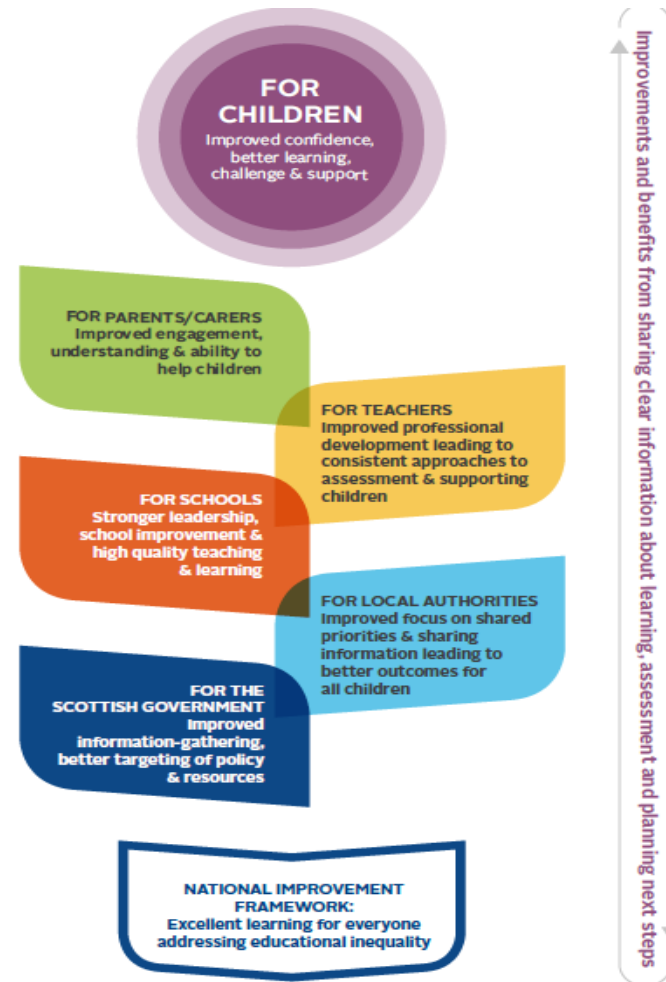 FOR
CHILDREN
Improved confidence,
better learning,
challenge & support
FOR PARENTS/CARERS
Improved engagement,
understanding & ability to
help children
FOR TEACHERS
Improved professional
development leading to
consistent approaches to
assessment & supporting
children
FOR SCHOOLS
Stronger leadership,
school improvement &
high quality teaching
& learning
FOR LOCAL AUTHORITIES
Improved focus on shared
priorities & sharing
information leading to
better outcomes for
all children
FOR THE
SCOTTISH GOVERNMENT
Improved
information-gathering,
better targeting of policy
& resources
NATIONAL IMPROVEMENT
FRAMEWORK:
Excellent learning for everyone
addressing educational inequality
Improvements and benefits from sharing clear information about learning, assessment and planning next steps